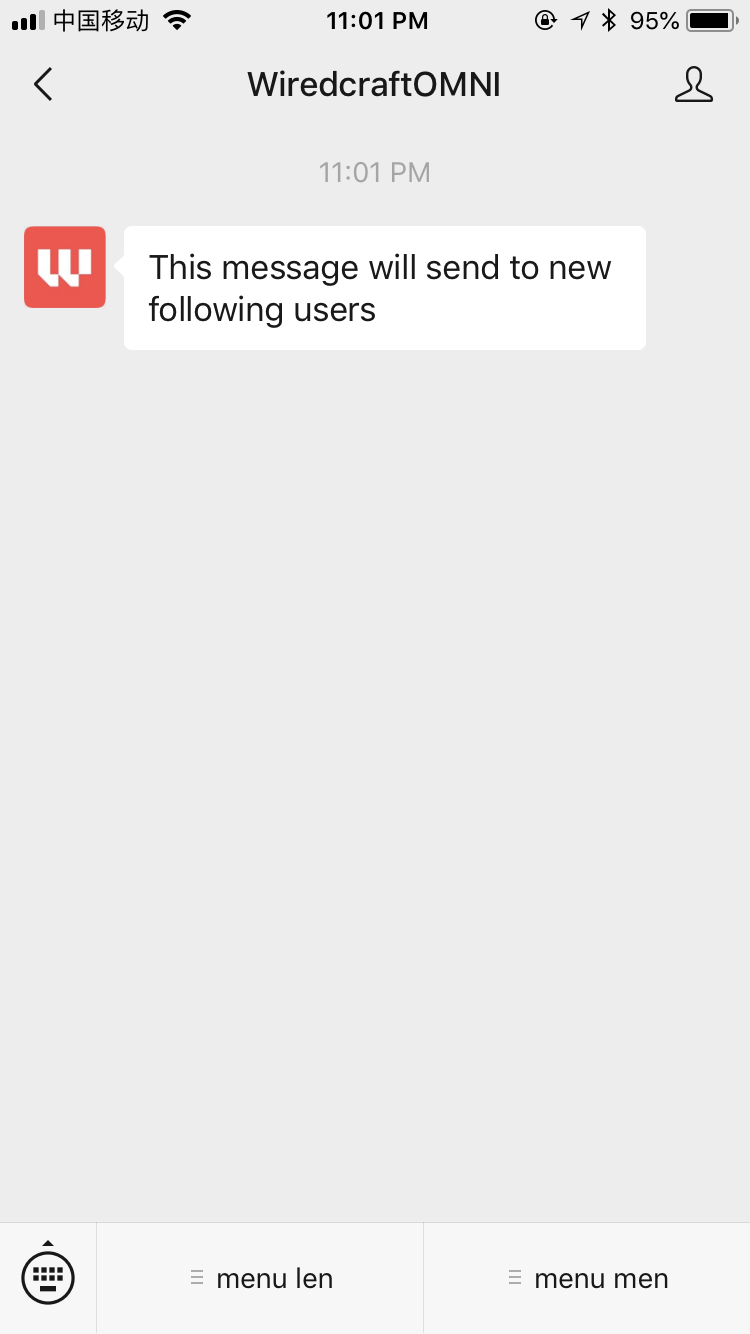 中国移动 11:01 PM 95%
WiredcraftOMNI
11:01 PM
This message will send to new
following users
menu len menu men